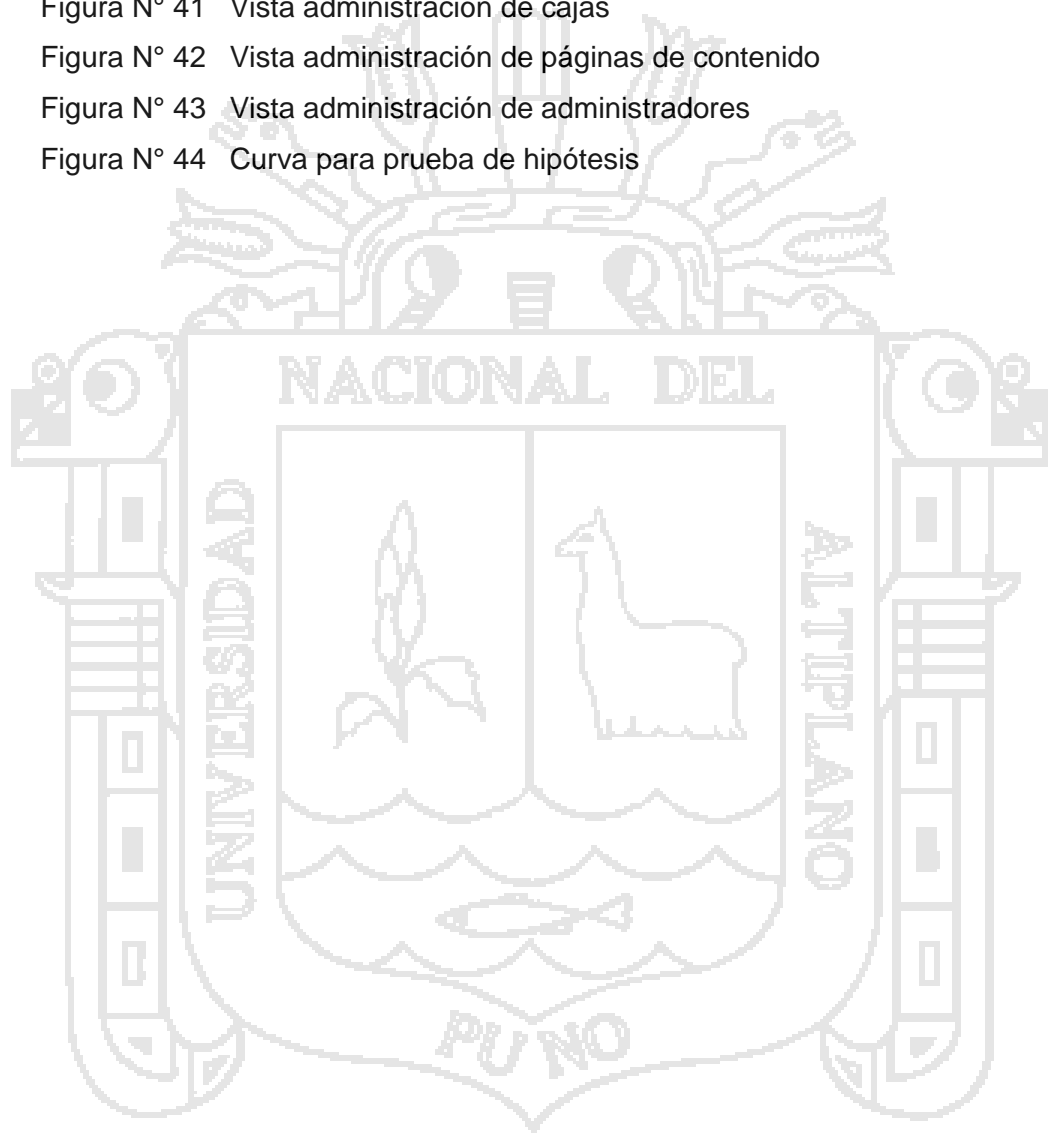 Figura N° 41 Vista administración de cajas
Figura N° 42 Vista administración de páginas de contenido
Figura N° 43 Vista administración de administradores
Figura N° 44 Curva para prueba de hipótesis
UNIVERSIDAD
NACIONAL DEL
ALTIPLANO
PUNO